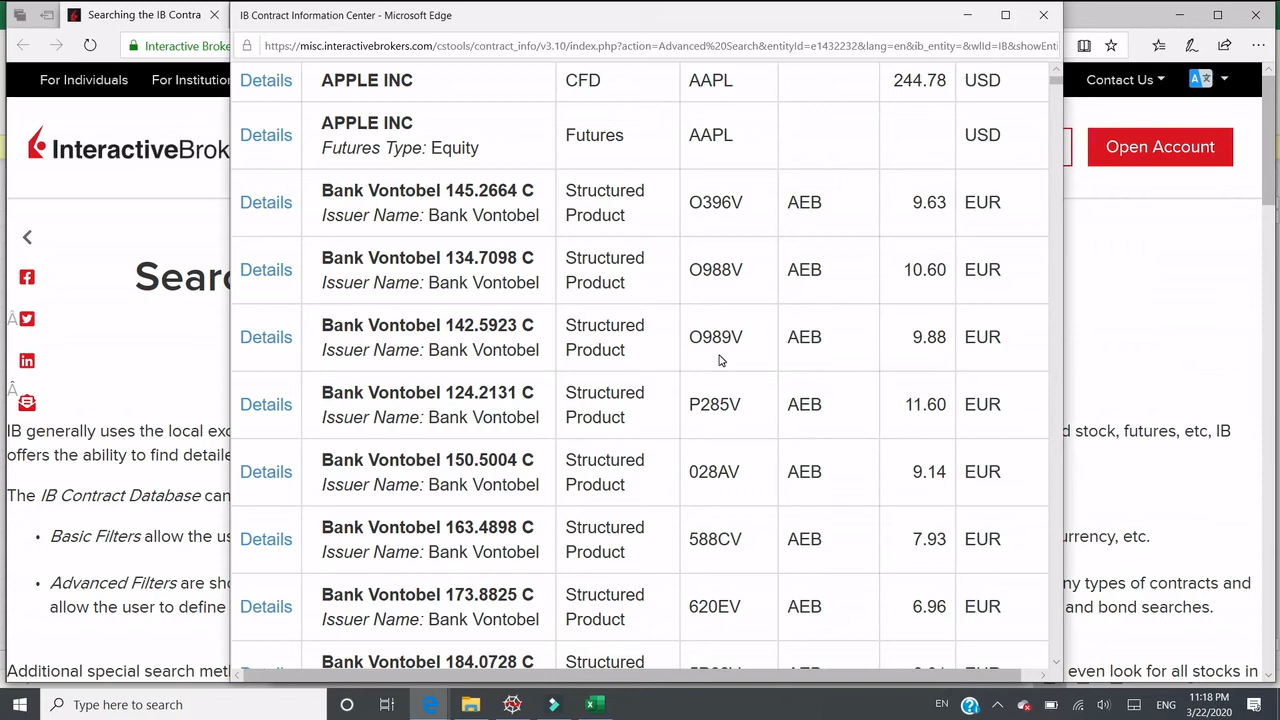 Searching the IB Contra
IB Contract Information Center - Microsoft Edge
Interactive Broke
https://misc.interactivebrokers.com/cstools/contract_info/v3.10/index.php?action=Advanced%20Search&entityId=e1432232&lang=en&ib_entity=&wlId=IB&showEnti
For Individuals For Institution
Contact Us
InteractiveBrok
Open Account
Sear
Details APPLE INC CFD AAPL 244.78 USD
Details APPLE INC Futures AAPL USD
Futures Type: Equity
Details Bank Vontobel 145.2664 C Structured Product O396V AEB 9.63 EUR
Issuer Name: Bank Vontobel
Details Bank Vontobel 134.7098 C Structured Product O988V AEB 10.60 EUR
Issuer Name: Bank Vontobel
Details Bank Vontobel 142.5923 C Structured Product O989V AEB 9.88 EUR
Issuer Name: Bank Vontobel
Details Bank Vontobel 124.2131 C Structured Product P285V AEB 11.60 EUR
Issuer Name: Bank Vontobel
Details Bank Vontobel 150.5004 C Structured Product 028AV AEB 9.14 EUR
Issuer Name: Bank Vontobel
Details Bank Vontobel 163.4898 C Structured Product 588CV AEB 7.93 EUR
Issuer Name: Bank Vontobel
Details Bank Vontobel 173.8825 C Structured Product 620EV AEB 6.96 EUR
Issuer Name: Bank Vontobel
Bank Vontobel 184.0728 C Structured
Â
Â
IB generally uses the local exc
d stock, futures, etc, IB
offers the ability to find detaile
The IB Contract Database can
• Basic Filters allow the us
urrency, etc.
• Advanced Filters are sho
ny types of contracts and
allow the user to define
and bond searches.
Additional special search meth
even look for all stocks in
Type here to search
EN
ENG
11:18 PM
3/22/2020